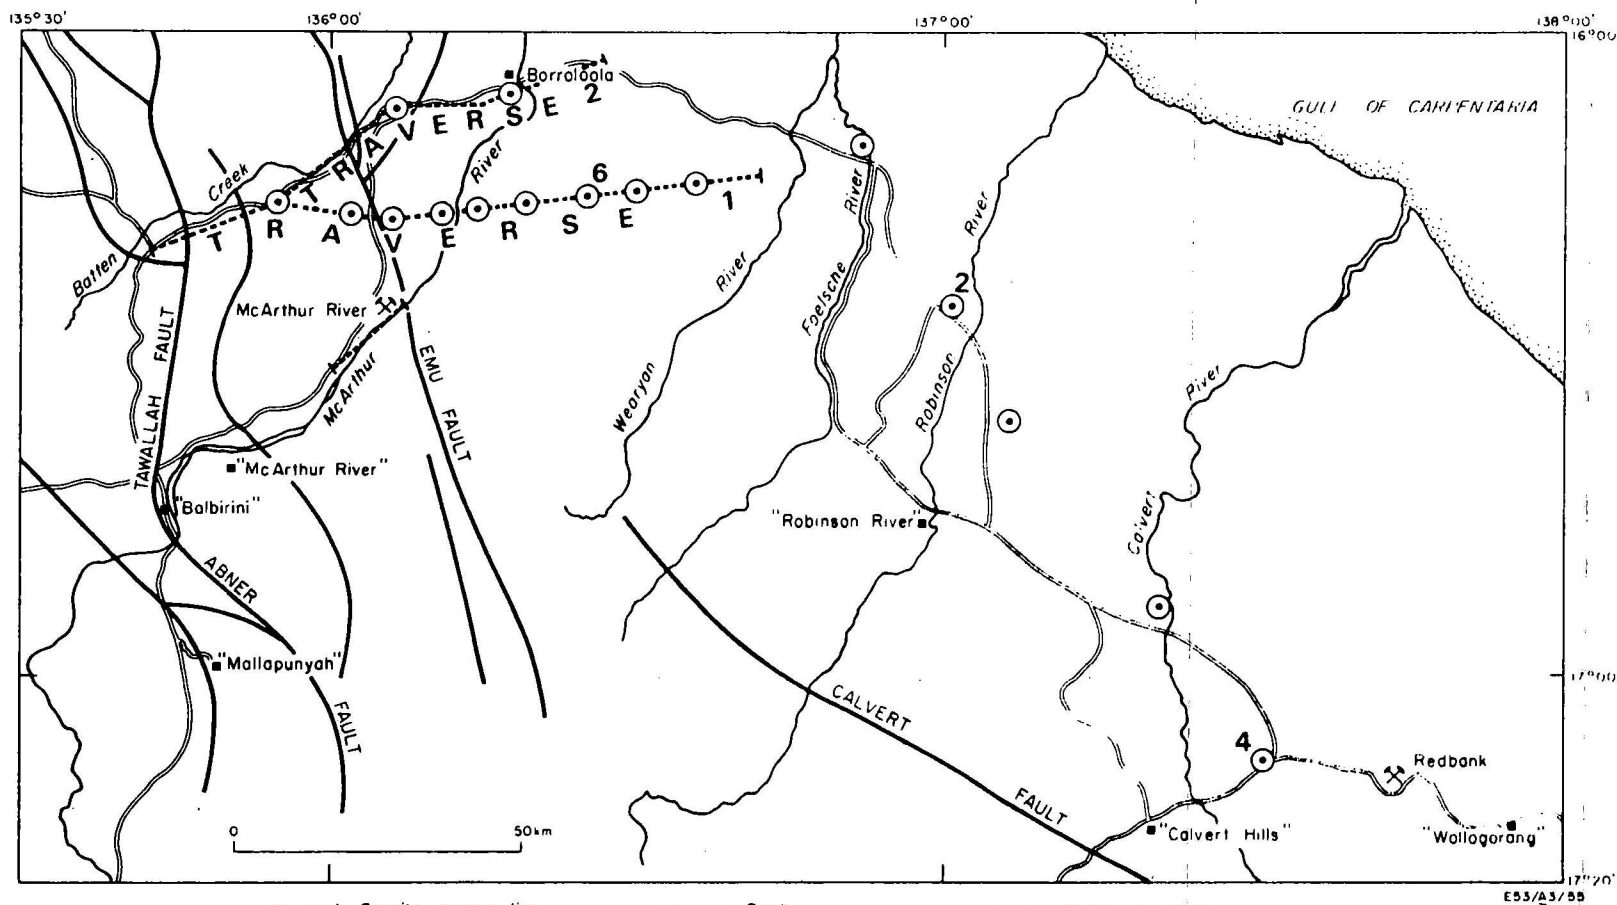 135°30'
136°00'
137°00'
138°00'
16°00'
Borroloola
GULF OF CARPENTARIA
TRAVERSE 2
Creek
River
6
TRAVERSE 1
River
River
Batten
River
2
McArthur River
Foelsche
TAWALLAH FAULT
EMU FAULT
McArthur
Wearyan
Robinson
River
"McArthur River"
"Balbirini"
"Robinson River"
Calvert
ABNER FAULT
"Mallapunyah"
17°00'
CALVERT FAULT
4
Redbank
0 50km
"Calvert Hills"
"Wollogorang"
17°20'
E53/A3/55